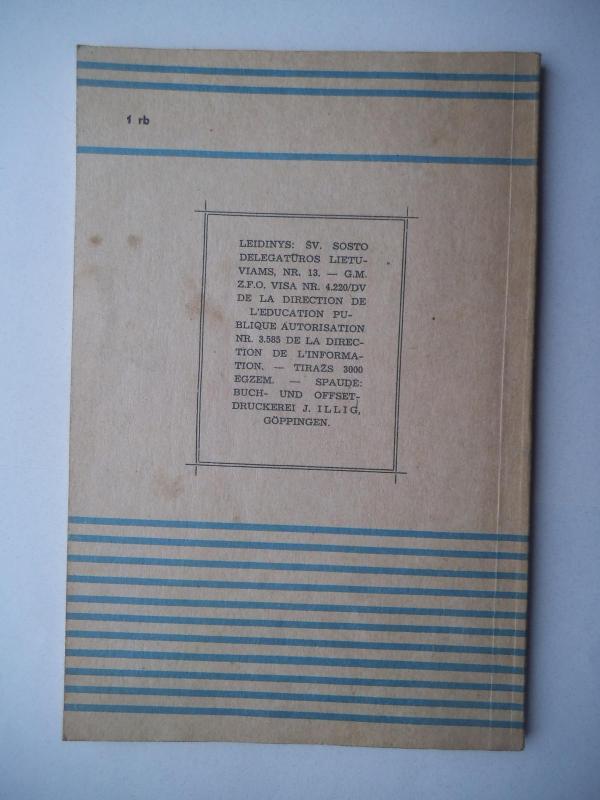 1 rb
LEIDINYS: ŠV. SOSTO
DELEGATŪROS LIETU-
VIAMS, NR. 13. — G.M.
Z.F.O. VISA NR. 4.220/DV
DE LA DIRECTION DE
L'EDUCATION PU-
BLIQUE AUTORISATION
NR. 3.585 DE LA DIREC-
TION DE L'INFORMA-
TION. — TIRAŽS 3000
EGZEM. — SPAUDE:
BUCH- UND OFFSET-
DRUCKEREI J. ILLIG,
GÖPPINGEN.